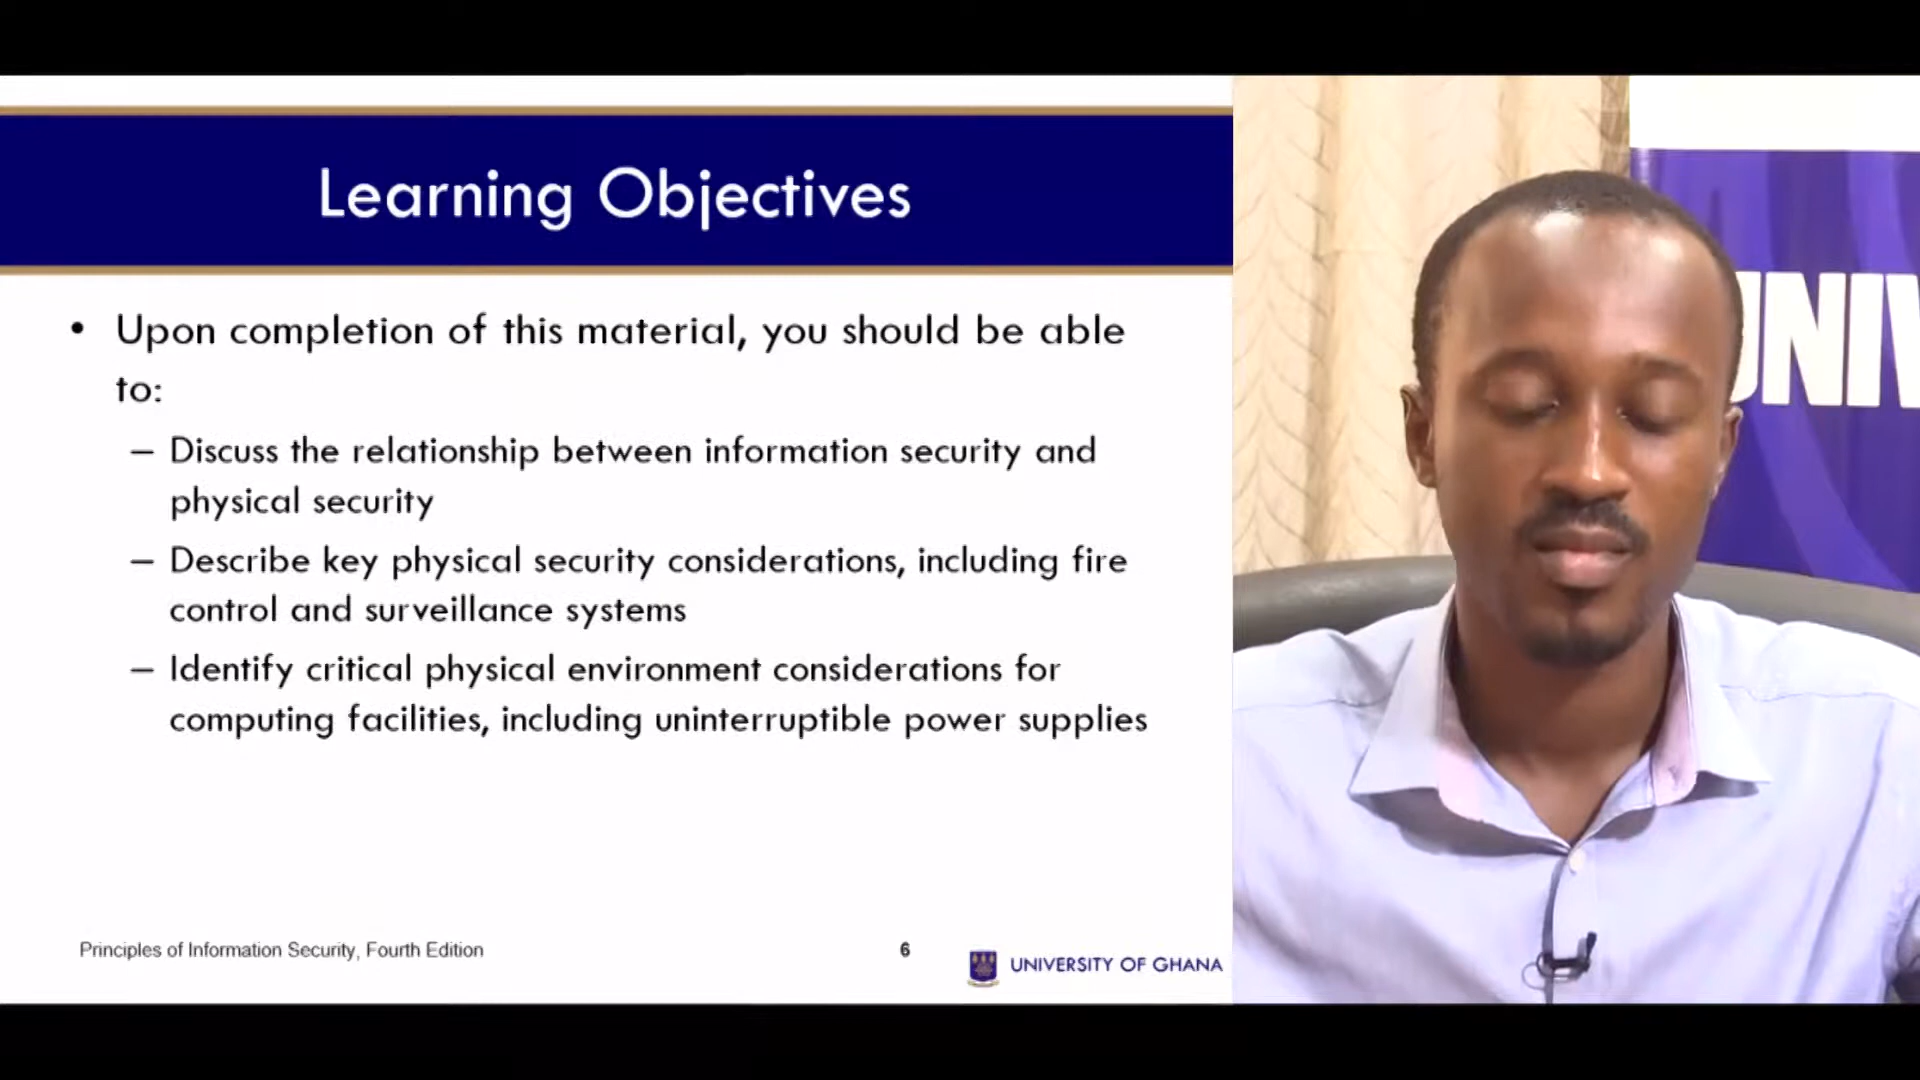 Learning Objectives
• Upon completion of this material, you should be able
to:
– Discuss the relationship between information security and
physical security
– Describe key physical security considerations, including fire
control and surveillance systems
– Identify critical physical environment considerations for
computing facilities, including uninterruptible power supplies
Principles of Information Security, Fourth Edition
6
UNIVERSITY OF GHANA
UNIV